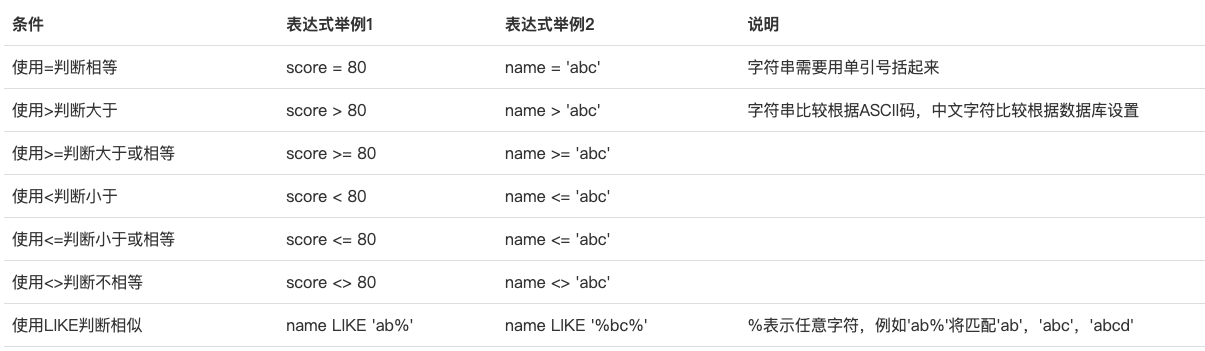 条件 表达式举例1 表达式举例2 说明
使用=判断相等 score = 80 name = 'abc' 字符串需要用单引号括起来
使用>判断大于 score > 80 name > 'abc' 字符串比较根据ASCII码，中文字符比较根据数据库设置
使用>=判断大于或相等 score >= 80 name >= 'abc'
使用<判断小于 score < 80 name <= 'abc'
使用<=判断小于或相等 score <= 80 name <= 'abc'
使用<>判断不相等 score <> 80 name <> 'abc'
使用LIKE判断相似 name LIKE 'ab%' name LIKE '%bc%' %表示任意字符，例如'ab%'将匹配'ab'，'abc'，'abcd'